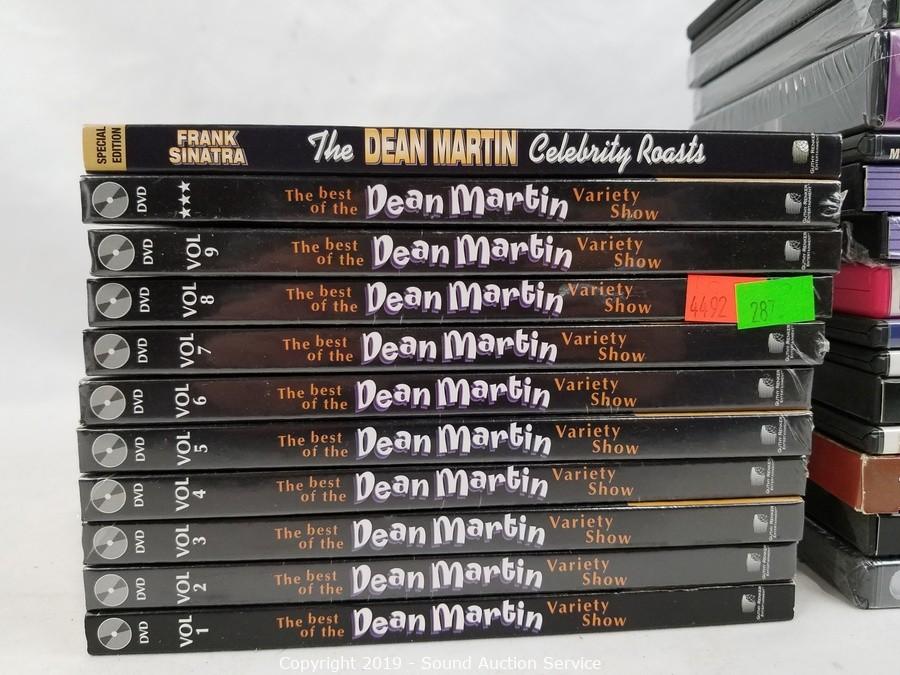 SPECIAL EDITION FRANK SINATRA The DEAN MARTIN Celebrity Roasts GUTHY-RENKER ENTERTAINMENT
DVD *** The best of the Dean Martin Variety Show
DVD VOL 9 The best of the Dean Martin Variety Show
DVD VOL 8 The best of the Dean Martin Variety Show 4492 287
DVD VOL 7 The best of the Dean Martin Variety Show
DVD VOL 6 The best of the Dean Martin Variety Show
DVD VOL 5 The best of the Dean Martin Variety Show
DVD VOL 4 The best of the Dean Martin Variety Show
DVD VOL 3 The best of the Dean Martin Variety Show
DVD VOL 2 The best of the Dean Martin Variety Show
DVD VOL 1 The best of the Dean Martin Variety Show
Copyright 2019 - Sound Auction Service